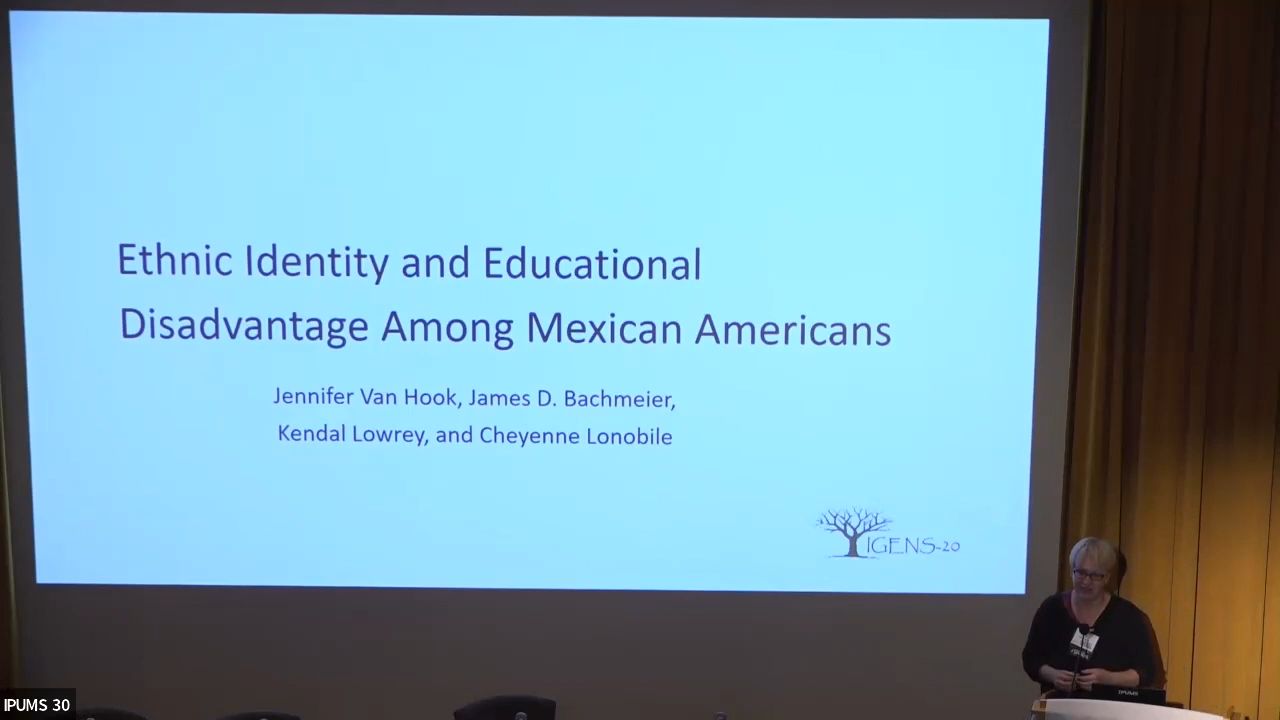 Ethnic Identity and Educational
Disadvantage Among Mexican Americans
Jennifer Van Hook, James D. Bachmeier,
Kendal Lowrey, and Cheyenne Lonobile
IGENS-20
IPUMS
IPUMS 30